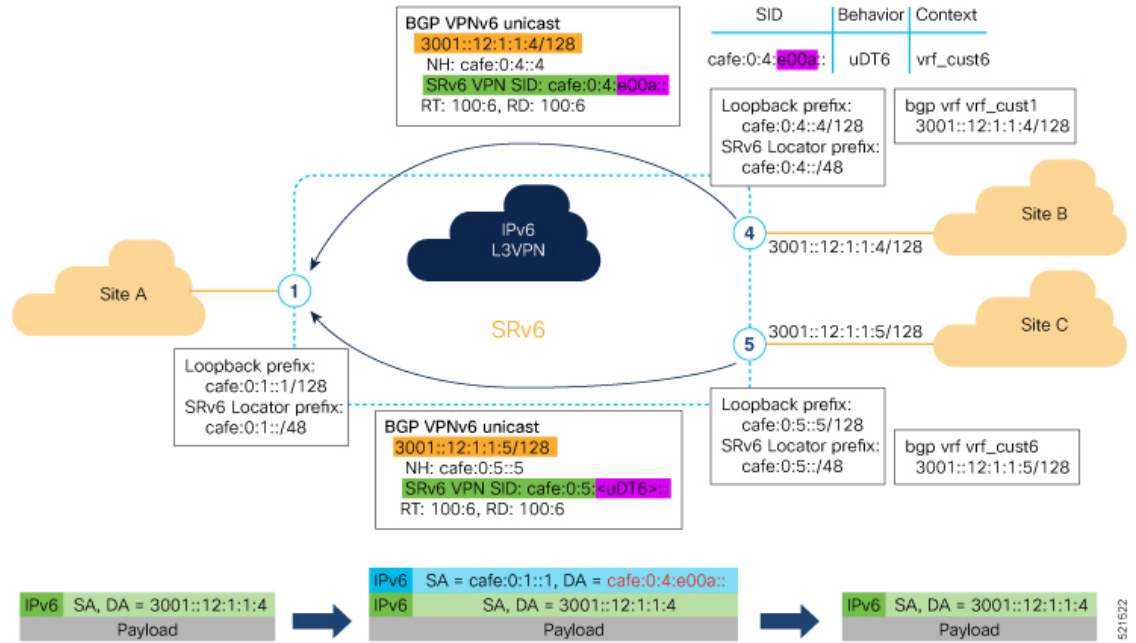 BGP VPNv6 unicast
3001::12:1:1:4/128
NH: cafe:0:4::4
SRv6 VPN SID: cafe:0:4:e00a::
RT: 100:6, RD: 100:6
SID Behavior Context
cafe:0:4:e00a:: uDT6 vrf_cust6
Loopback prefix:
cafe:0:4::4/128
SRv6 Locator prefix:
cafe:0:4::/48
bgp vrf vrf_cust1
3001::12:1:1:4/128
IPv6
L3VPN
4
3001::12:1:1:4/128
Site B
Site A
1
SRv6
5
3001::12:1:1:5/128
Site C
Loopback prefix:
cafe:0:1::1/128
SRv6 Locator prefix:
cafe:0:1::/48
BGP VPNv6 unicast
3001::12:1:1:5/128
NH: cafe:0:5::5
SRv6 VPN SID: cafe:0:5:<uDT6>::
RT: 100:6, RD: 100:6
Loopback prefix:
cafe:0:5::5/128
SRv6 Locator prefix:
cafe:0:5::/48
bgp vrf vrf_cust6
3001::12:1:1:5/128
IPv6 SA, DA = 3001::12:1:1:4
Payload
IPv6 SA = cafe:0:1::1, DA = cafe:0:4:e00a::
IPv6 SA, DA = 3001::12:1:1:4
Payload
IPv6 SA, DA = 3001::12:1:1:4
Payload
521522